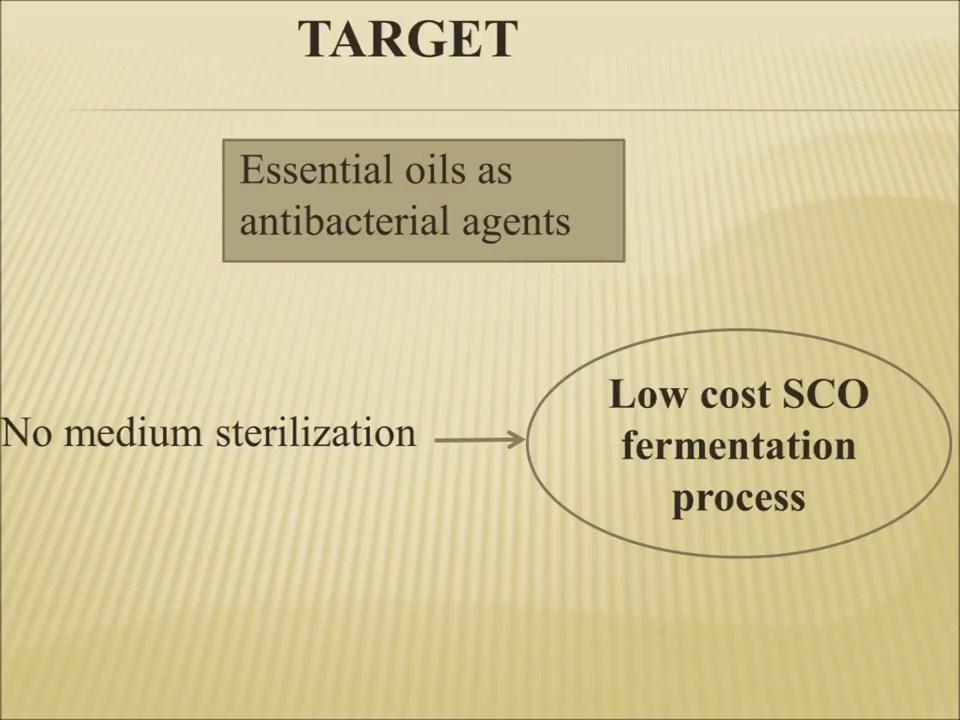 TARGET
Essential oils as
antibacterial agents
No medium sterilization
Low cost SCO
fermentation
process